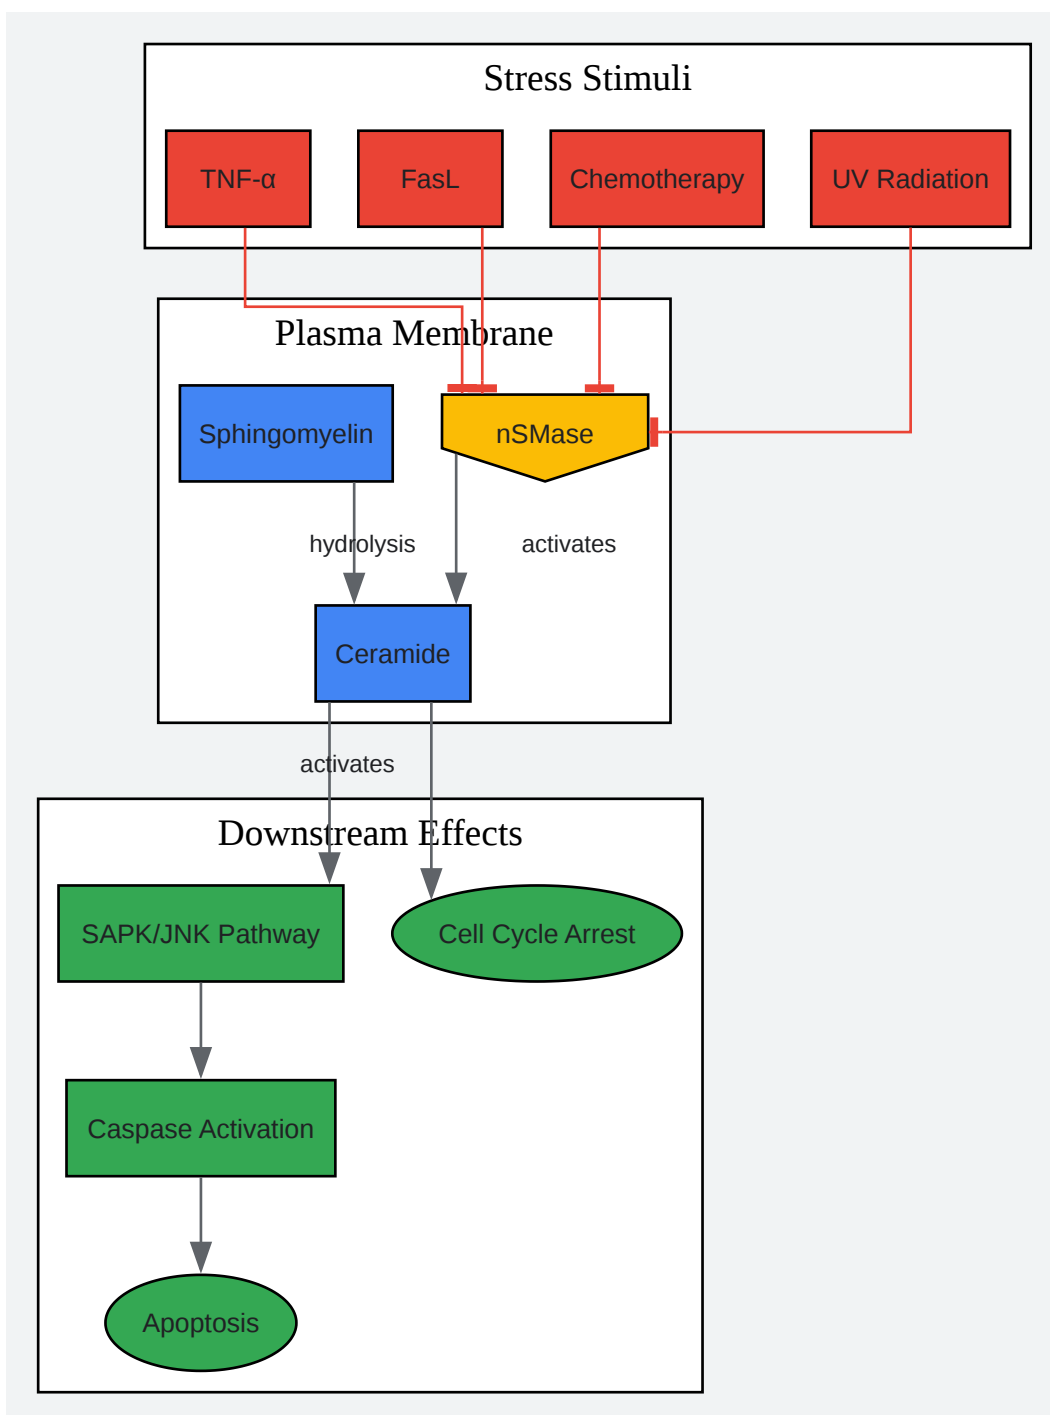 Stress Stimuli
TNF-α
FasL
Chemotherapy
UV Radiation
Plasma Membrane
Sphingomyelin
nSMase
hydrolysis
activates
Ceramide
activates
Downstream Effects
SAPK/JNK Pathway
Cell Cycle Arrest
Caspase Activation
Apoptosis